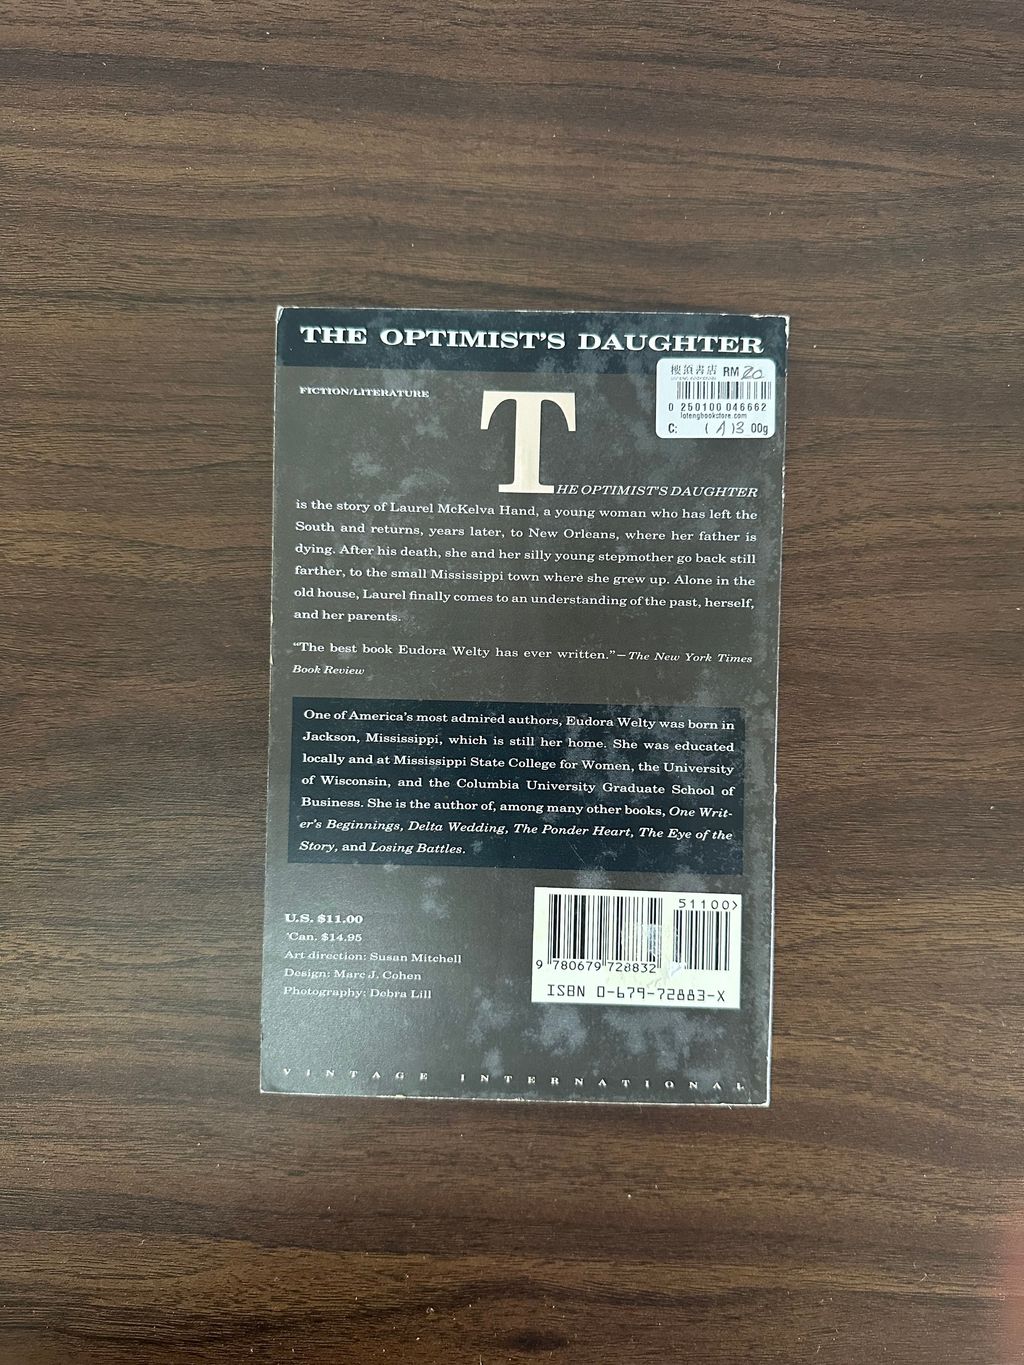 THE OPTIMIST'S DAUGHTER
RM 20
0 250100 046662
latengbookstore.com
C: (A)3 00g
FICTION/LITERATURE
THE OPTIMIST'S DAUGHTER
is the story of Laurel McKelva Hand, a young woman who has left the
South and returns, years later, to New Orleans, where her father is
dying. After his death, she and her silly young stepmother go back still
farther, to the small Mississippi town where she grew up. Alone in the
old house, Laurel finally comes to an understanding of the past, herself,
and her parents.
“The best book Eudora Welty has ever written.”—The New York Times
Book Review
One of America's most admired authors, Eudora Welty was born in
Jackson, Mississippi, which is still her home. She was educated
locally and at Mississippi State College for Women, the University
of Wisconsin, and the Columbia University Graduate School of
Business. She is the author of, among many other books, One Writ-
er's Beginnings, Delta Wedding, The Ponder Heart, The Eye of the
Story, and Losing Battles.
U.S. $11.00
Can. $14.95
Art direction: Susan Mitchell
Design: Marc J. Cohen
Photography: Debra Lill
51100>
9 780679 728832
ISBN 0-679-72883-X
VINTAGE INTERNATIONAL